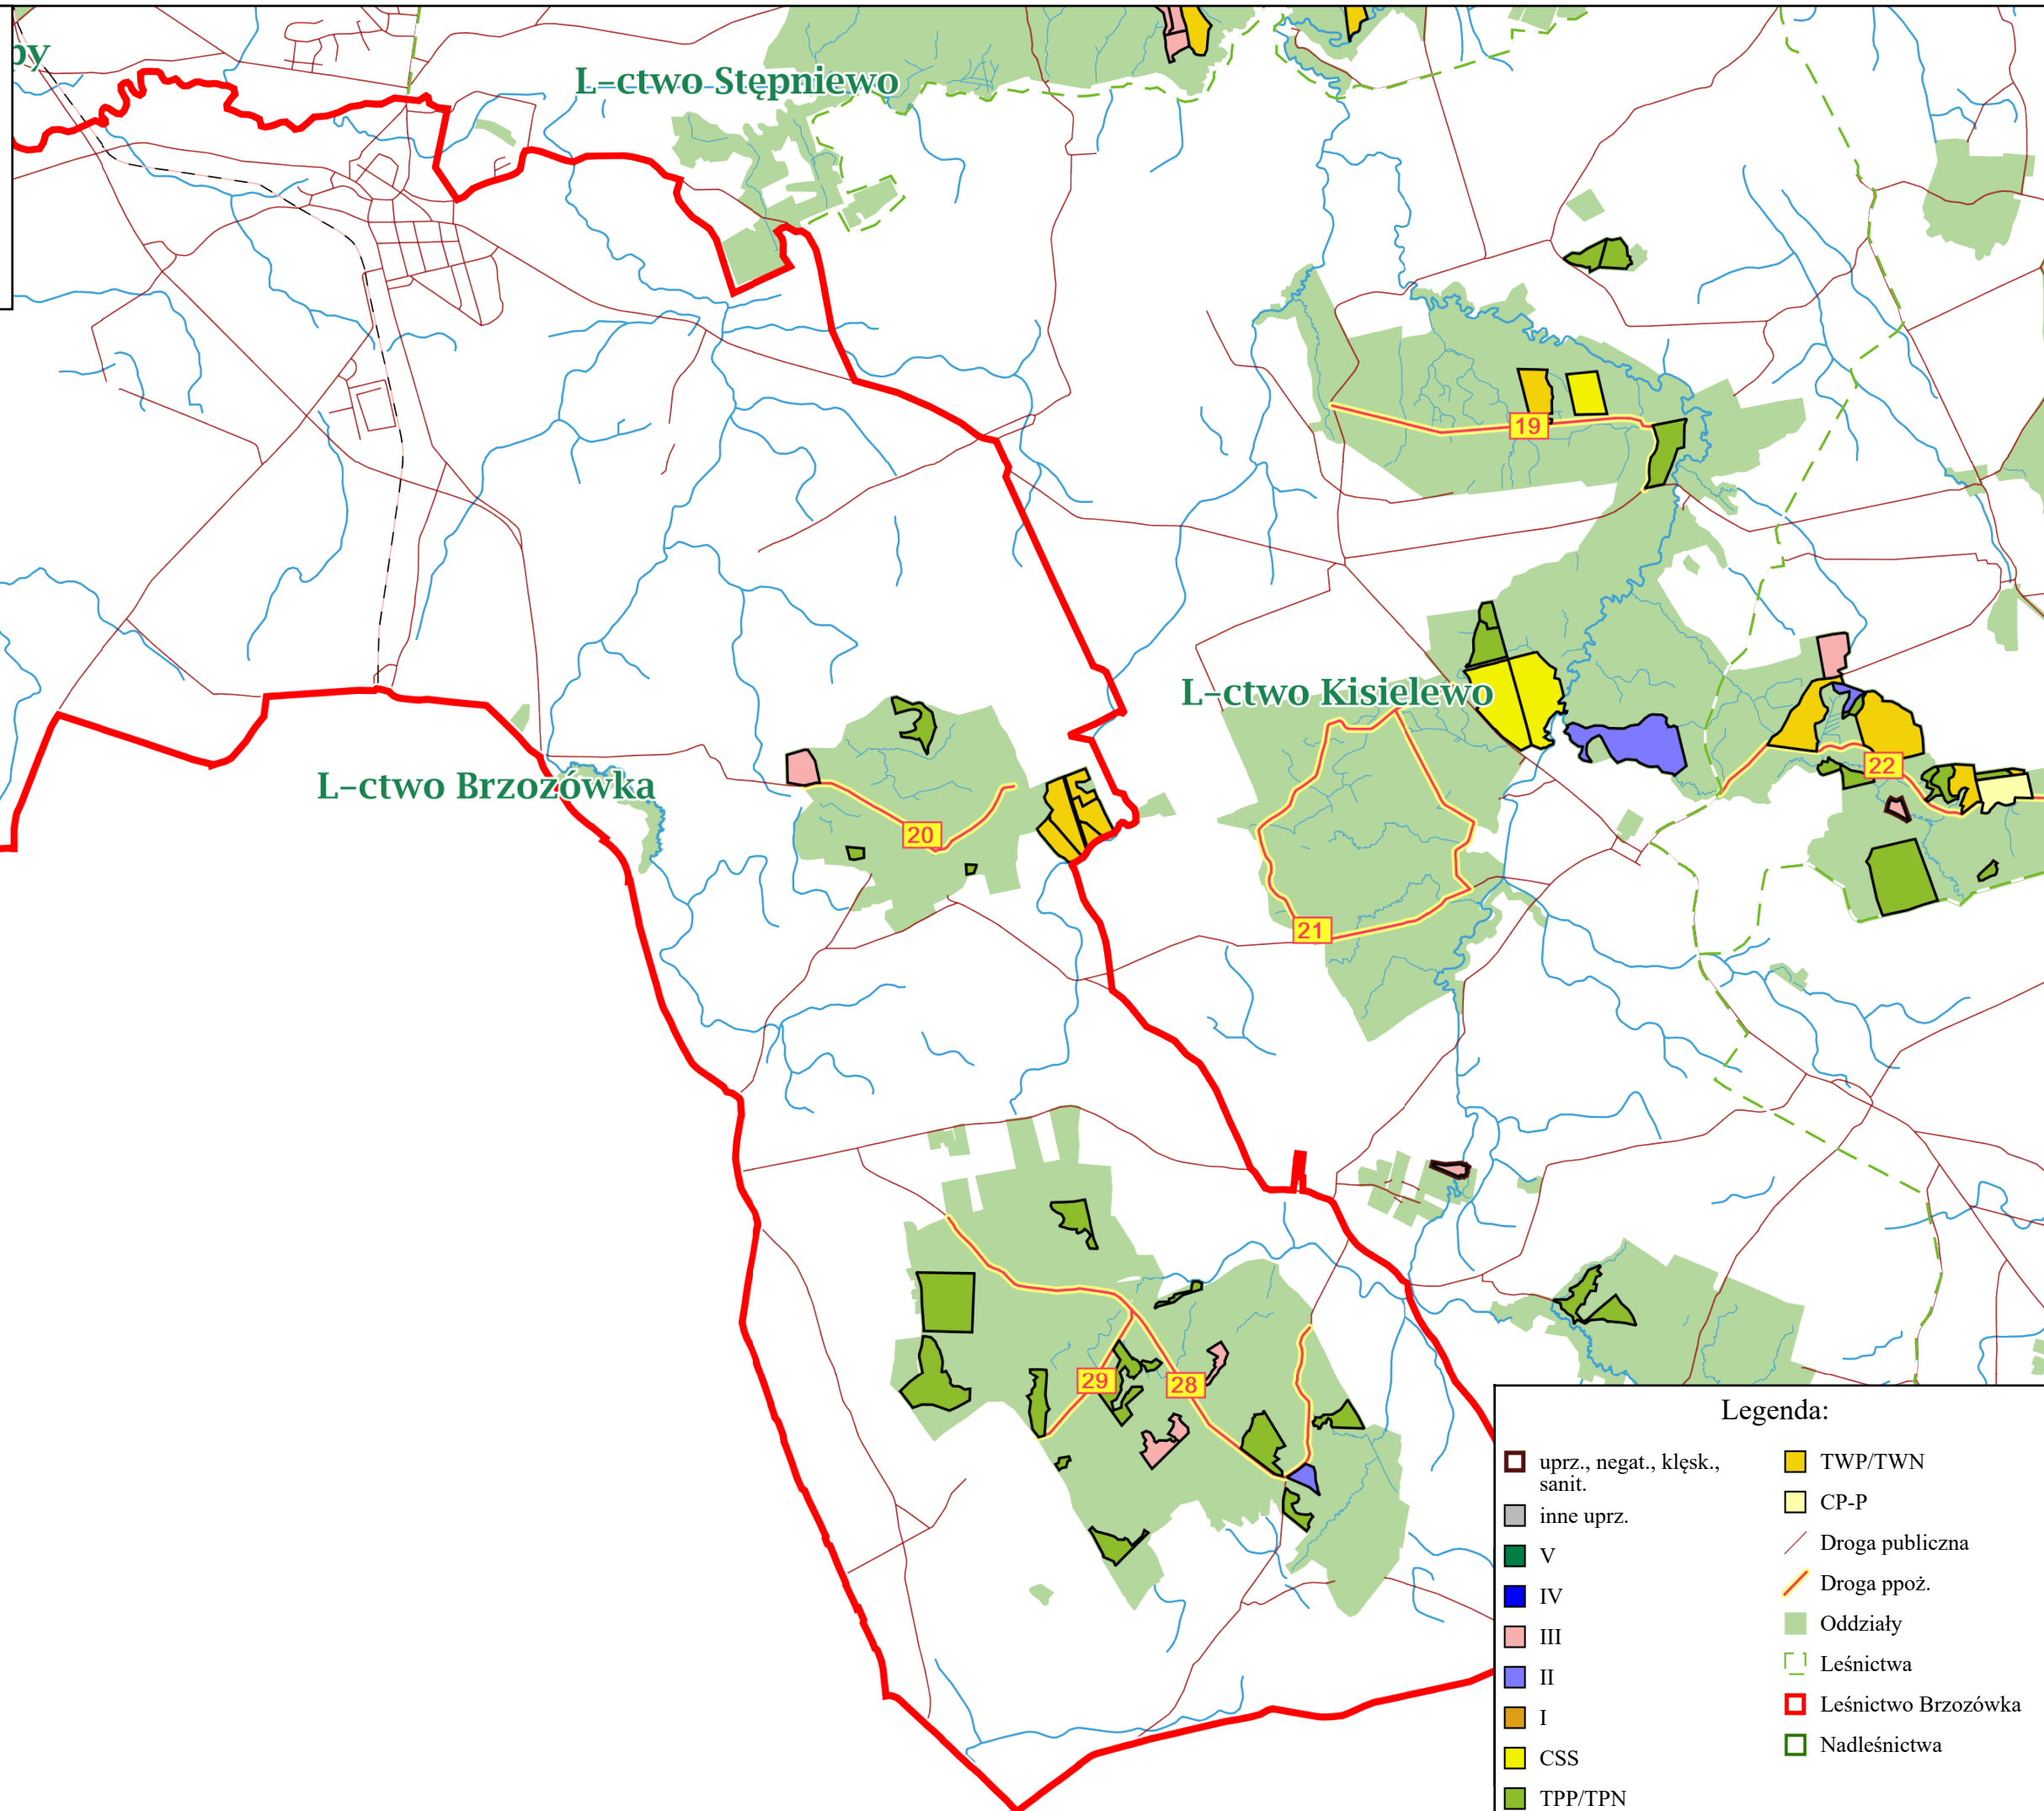 by
L-ctwo Stępniewo
19
L-ctwo Kisielewo
22
L-ctwo Brzozówka
20
21
29
28
Legenda:
uprz., negat., klęsk.,
sanit.
inne uprz.
V
IV
III
II
I
CSS
TPP/TPN
TWP/TWN
CP-P
Droga publiczna
Droga ppoż.
Oddziały
Leśnictwa
Leśnictwo Brzozówka
Nadleśnictwa